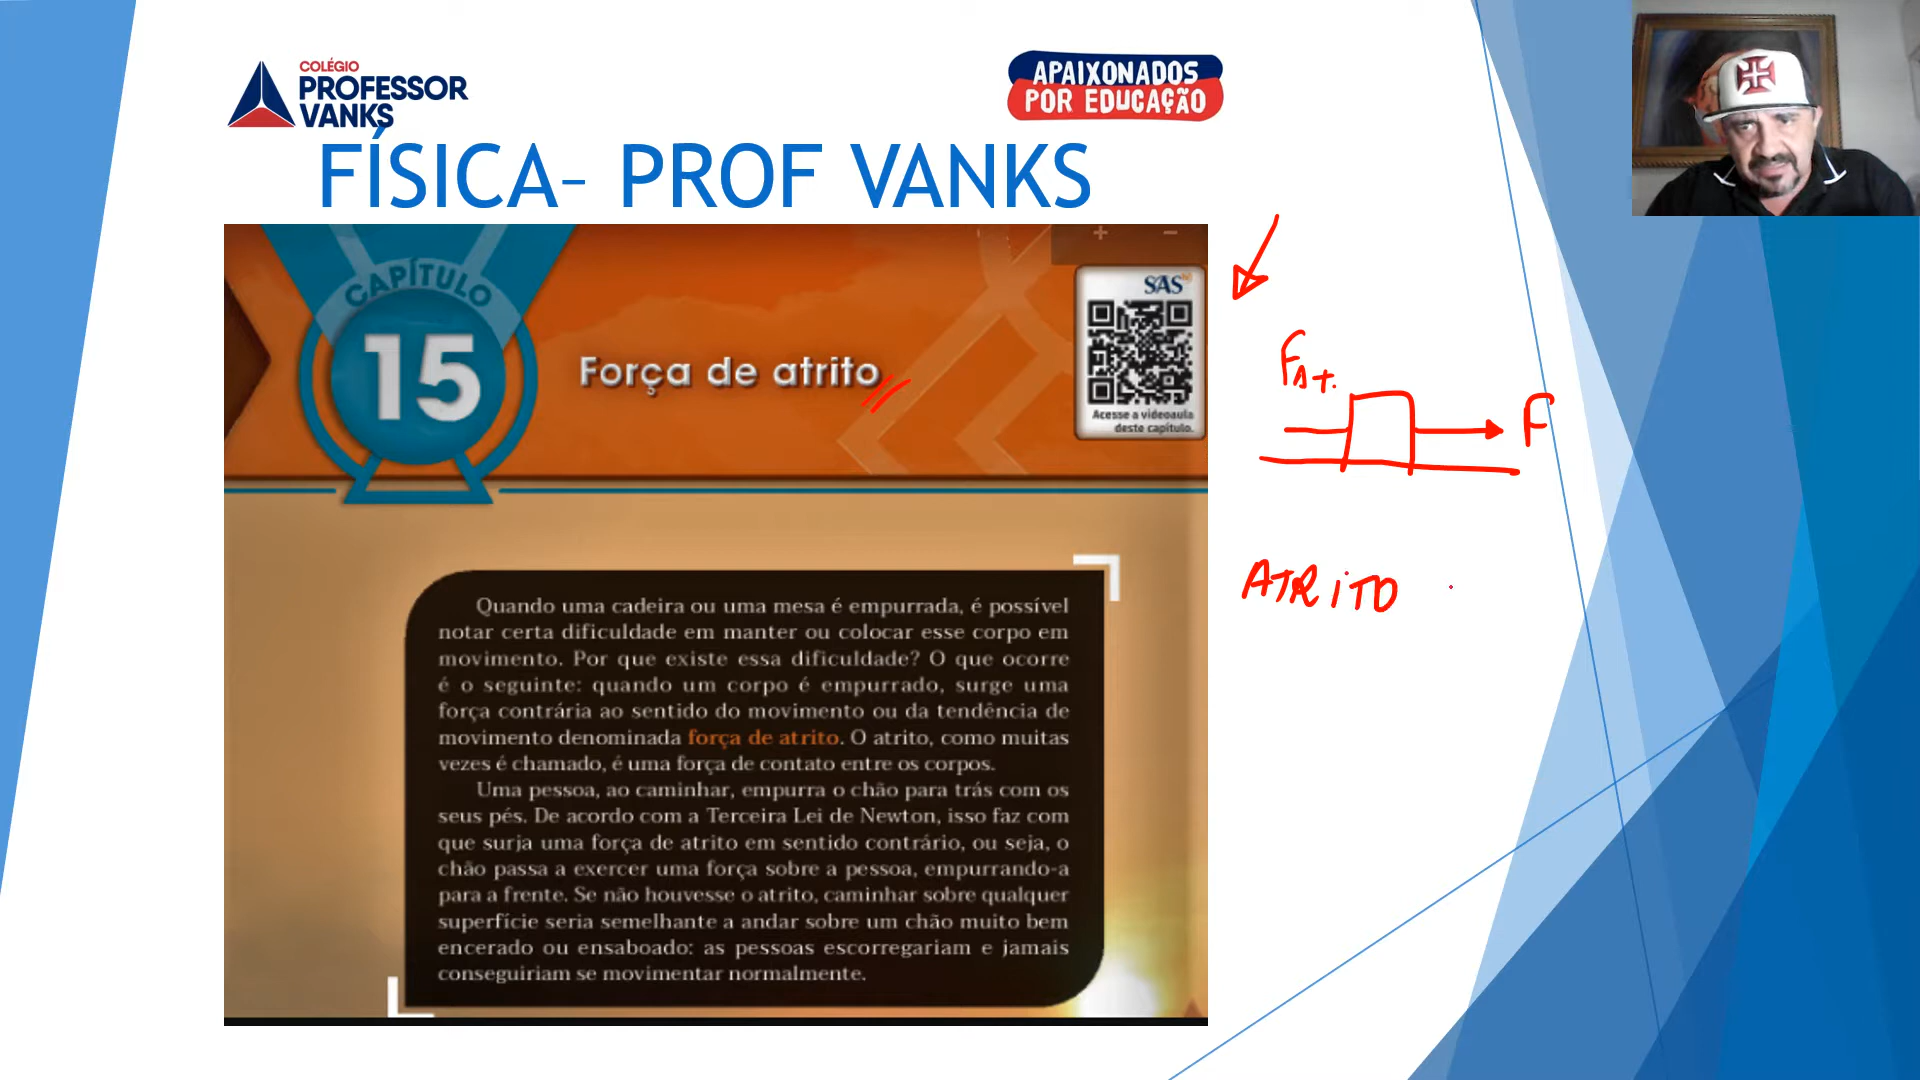 COLÉGIO
PROFESSOR
VANKS
APAIXONADOS
POR EDUCAÇÃO
FÍSICA– PROF VANKS
CAPÍTULO
15
Força de atrito
SAS
Acesse a videoaula
deste capítulo.
Quando uma cadeira ou uma mesa é empurrada, é possível
notar certa dificuldade em manter ou colocar esse corpo em
movimento. Por que existe essa dificuldade? O que ocorre
é o seguinte: quando um corpo é empurrado, surge uma
força contrária ao sentido do movimento ou da tendência de
movimento denominada força de atrito. O atrito, como muitas
vezes é chamado, é uma força de contato entre os corpos.
Uma pessoa, ao caminhar, empurra o chão para trás com os
seus pés. De acordo com a Terceira Lei de Newton, isso faz com
que surja uma força de atrito em sentido contrário, ou seja, o
chão passa a exercer uma força sobre a pessoa, empurrando-a
para a frente. Se não houvesse o atrito, caminhar sobre qualquer
superfície seria semelhante a andar sobre um chão muito bem
encerado ou ensaboado: as pessoas escorregariam e jamais
conseguiriam se movimentar normalmente.
FAt.
F
ATRITO